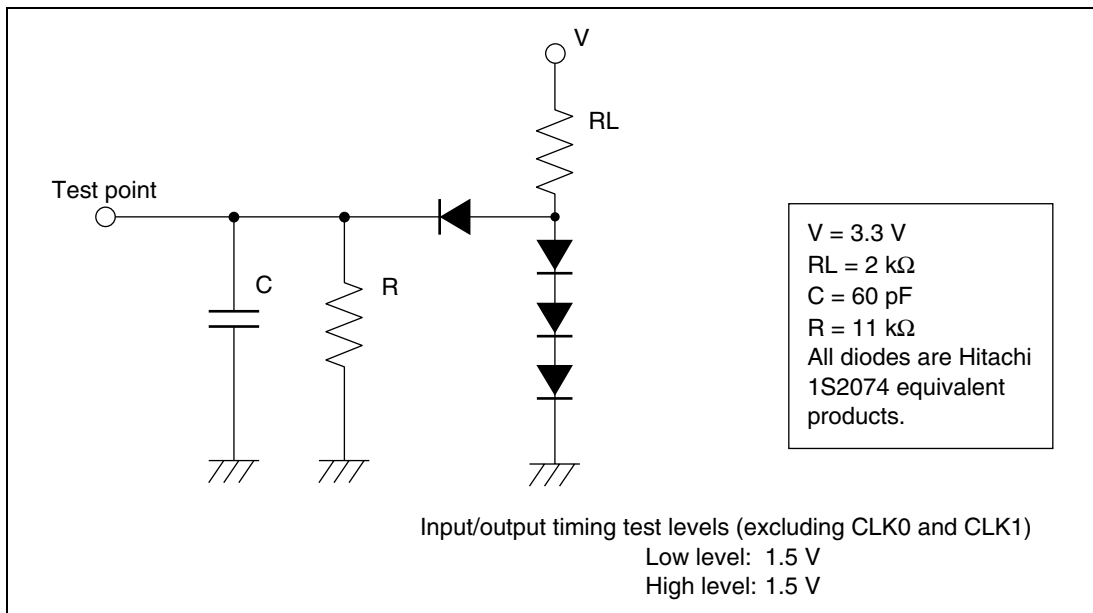 V
RL
Test point
C
R
V = 3.3 V
RL = 2 kΩ
C = 60 pF
R = 11 kΩ
All diodes are Hitachi
1S2074 equivalent
products.
Input/output timing test levels (excluding CLK0 and CLK1)
Low level: 1.5 V
High level: 1.5 V